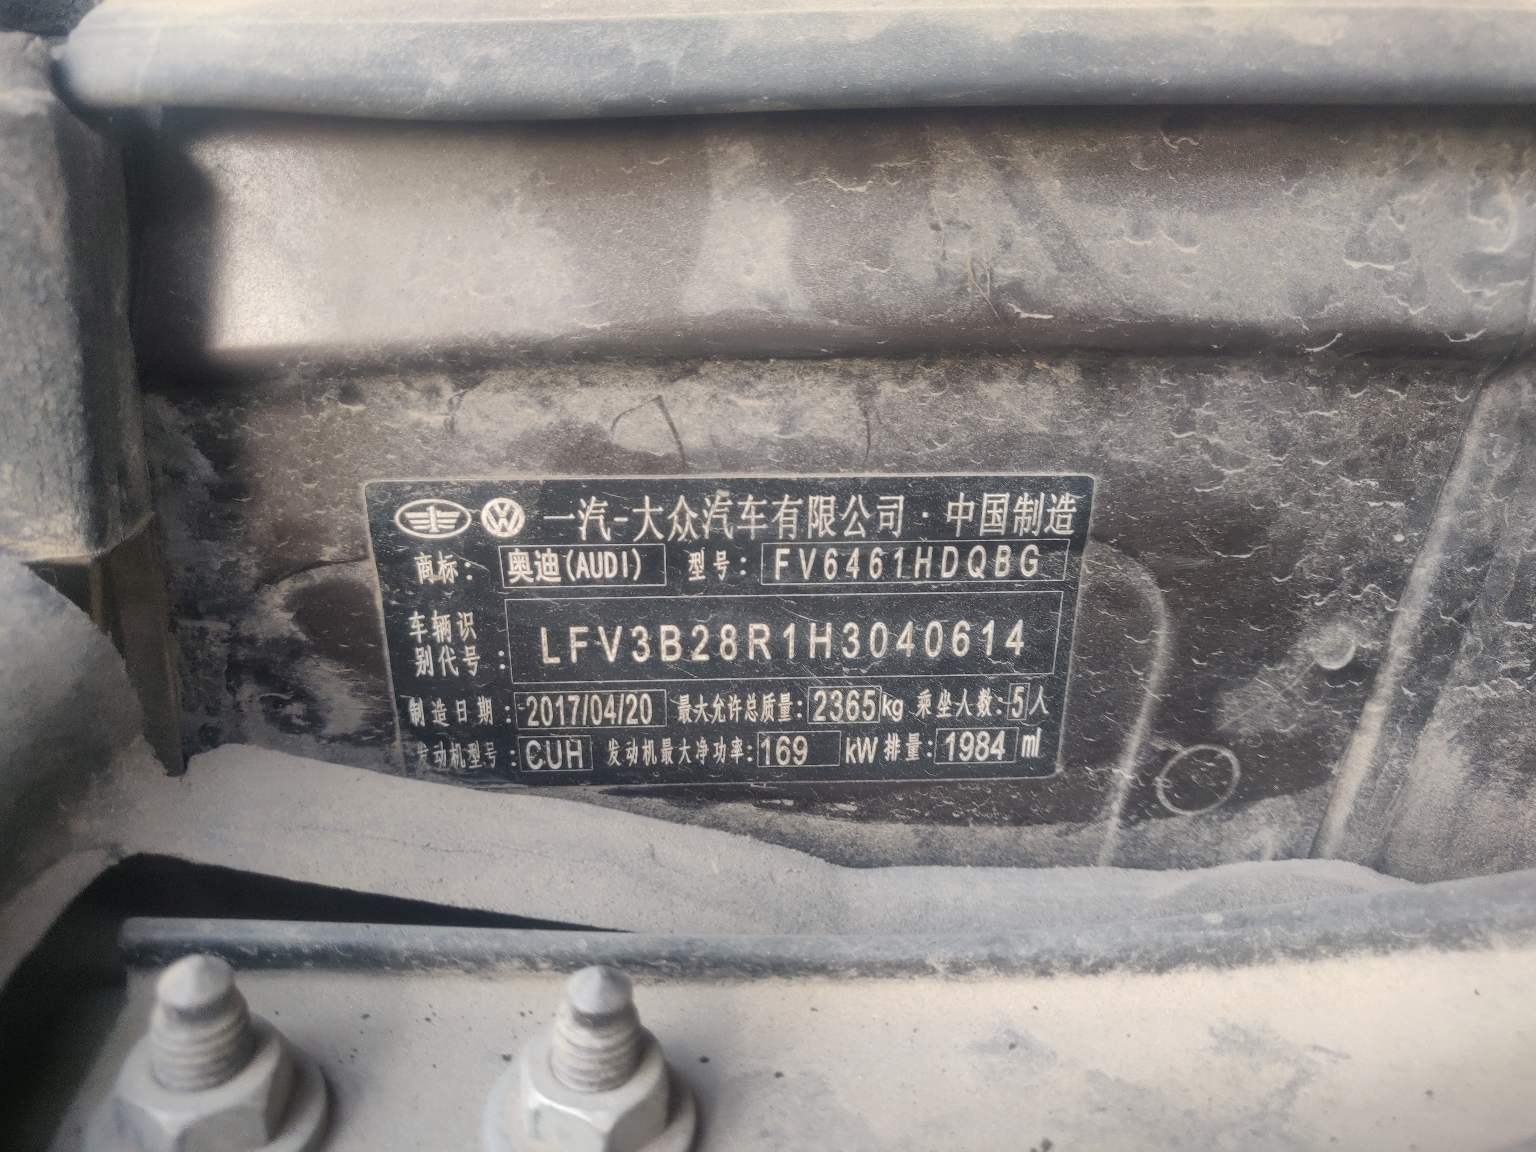 一汽-大众汽车有限公司·中国制造
商标: 奥迪(AUDI) 型号: FV6461HDQBG
车辆识别代号: LFV3B28R1H3040614
制造日期: 2017/04/20 最大允许总质量: 2365kg 乘坐人数: 5人
发动机型号: CUH 发动机最大净功率: 169 kW 排量: 1984 ml